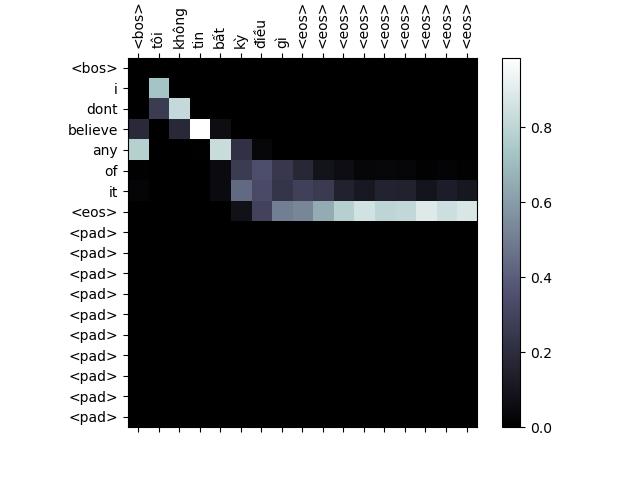 <bos> tôi không tin bất kỳ điều gì <eos> <eos> <eos> <eos> <eos> <eos> <eos> <eos> <eos>
<bos>
i
dont
believe
any
of
it
<eos>
<pad>
<pad>
<pad>
<pad>
<pad>
<pad>
<pad>
<pad>
<pad>
<pad>
0.8
0.6
0.4
0.2
0.0